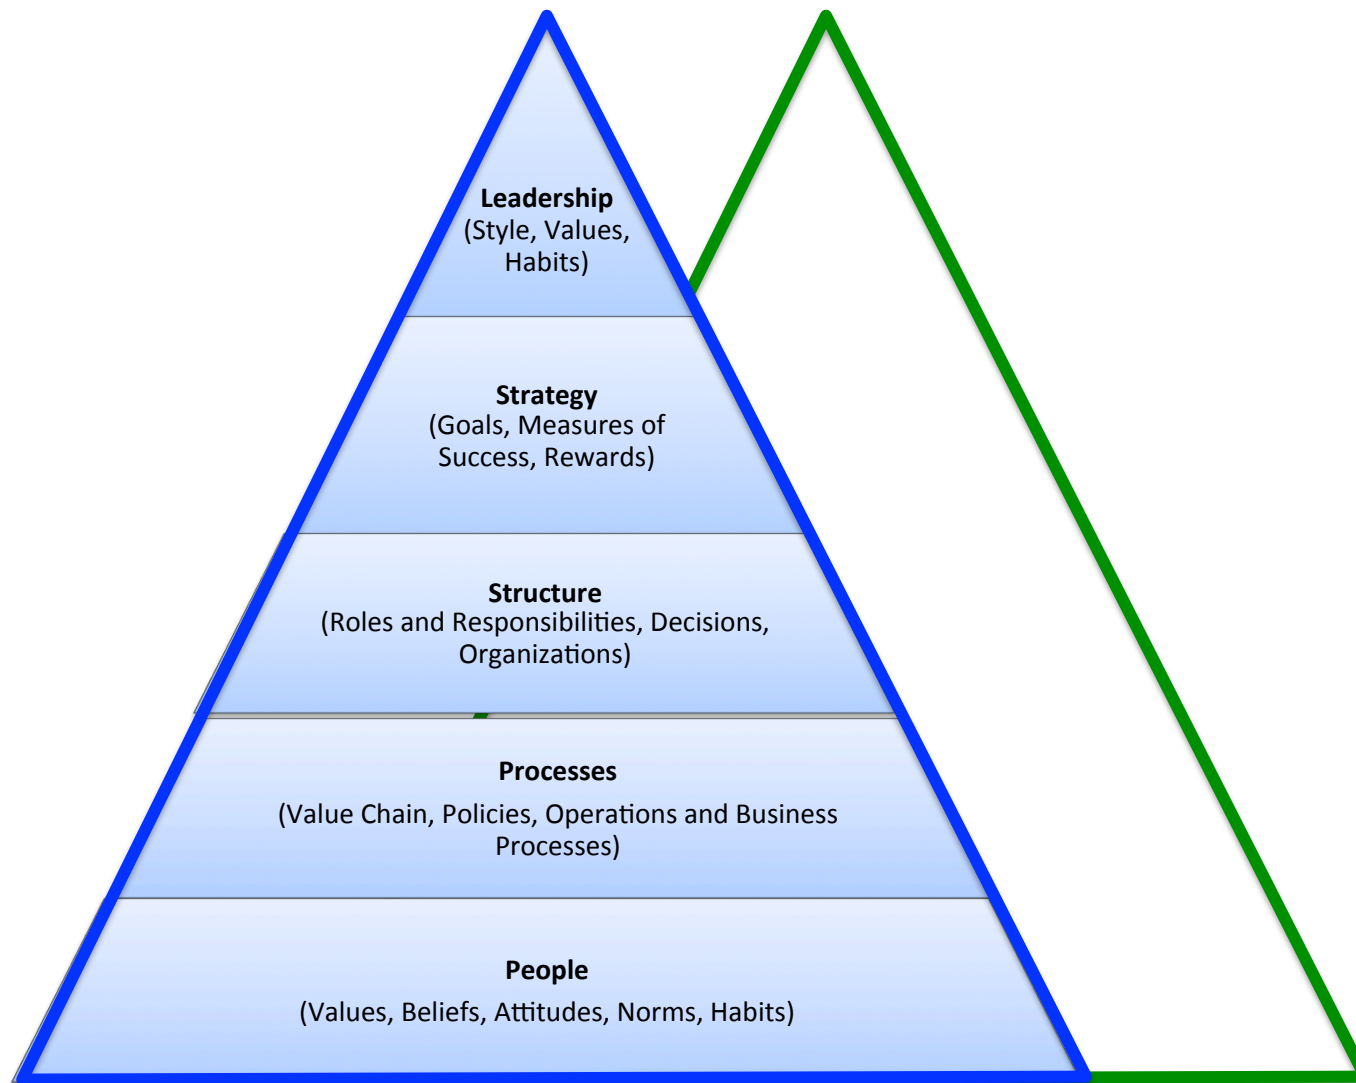 Leadership
(Style, Values,
Habits)
Strategy
(Goals, Measures of
Success, Rewards)
Structure
(Roles and Responsibilities, Decisions,
Organizations)
Processes
(Value Chain, Policies, Operations and Business
Processes)
People
(Values, Beliefs, Attitudes, Norms, Habits)